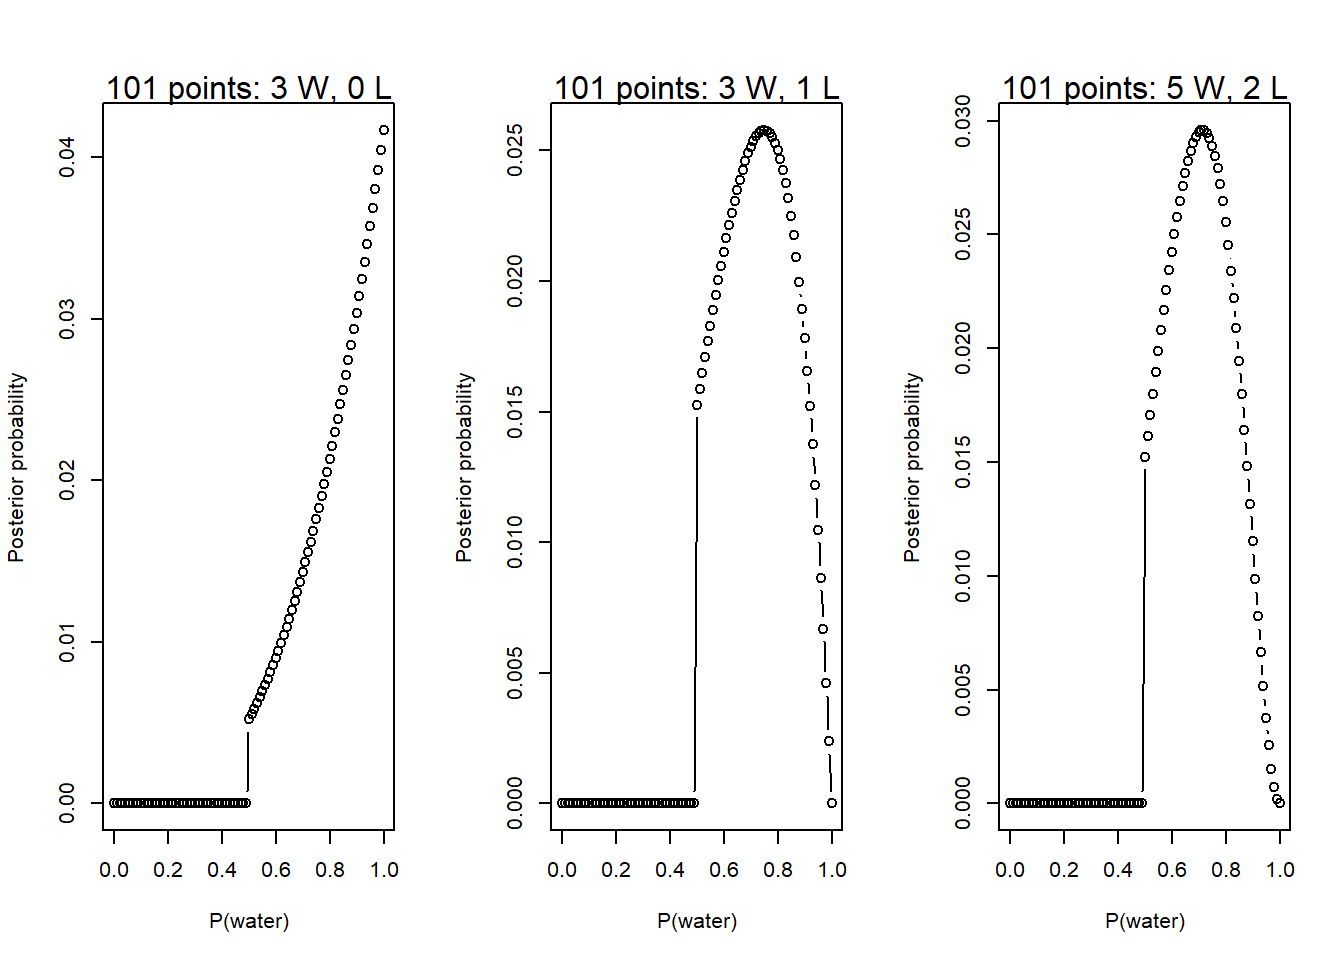 101 points: 3 W, 0 L
Posterior probability
0.04
0.03
0.02
0.01
0.00
0.0 0.2 0.4 0.6 0.8 1.0
P(water)
101 points: 3 W, 1 L
Posterior probability
0.025
0.020
0.015
0.010
0.005
0.000
0.0 0.2 0.4 0.6 0.8 1.0
P(water)
101 points: 5 W, 2 L
Posterior probability
0.030
0.025
0.020
0.015
0.010
0.005
0.000
0.0 0.2 0.4 0.6 0.8 1.0
P(water)